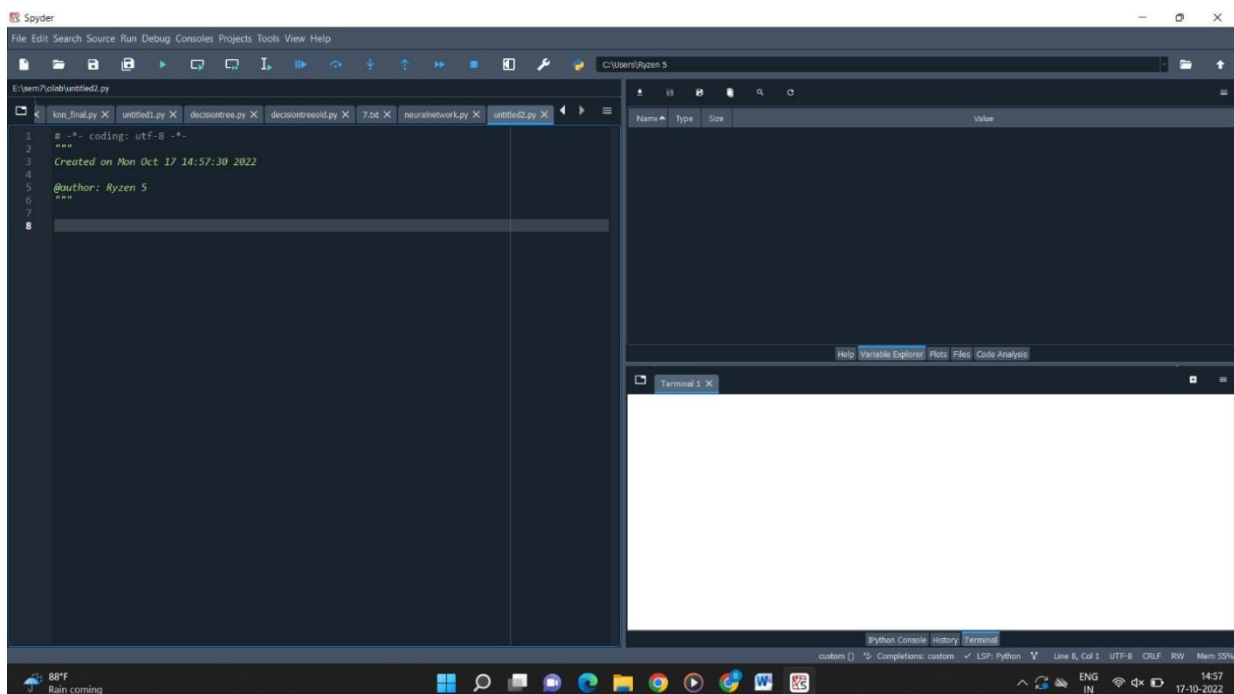 Spyder
File Edit Search Source Run Debug Consoles Projects Tools View Help
C:\Users\Ryzen 5
E:\sem7\cilab\untitled2.py
knn_final.py untitled1.py decisiontree.py decisiontreeold.py 7.txt neuralnetwork.py untitled2.py
1 # -*- coding: utf-8 -*-
2 """
3 Created on Mon Oct 17 14:57:30 2022
4
5 @author: Ryzen 5
6 """
7
8
Name Type Size Value
Help Variable Explorer Plots Files Code Analysis
Terminal 1
IPython Console History Terminal
custom () Completions: custom LSP: Python Line 8, Col 1 UTF-8 CRLF RW Mem 55%
88°F
Rain coming
ENG
IN
14:57
17-10-2022